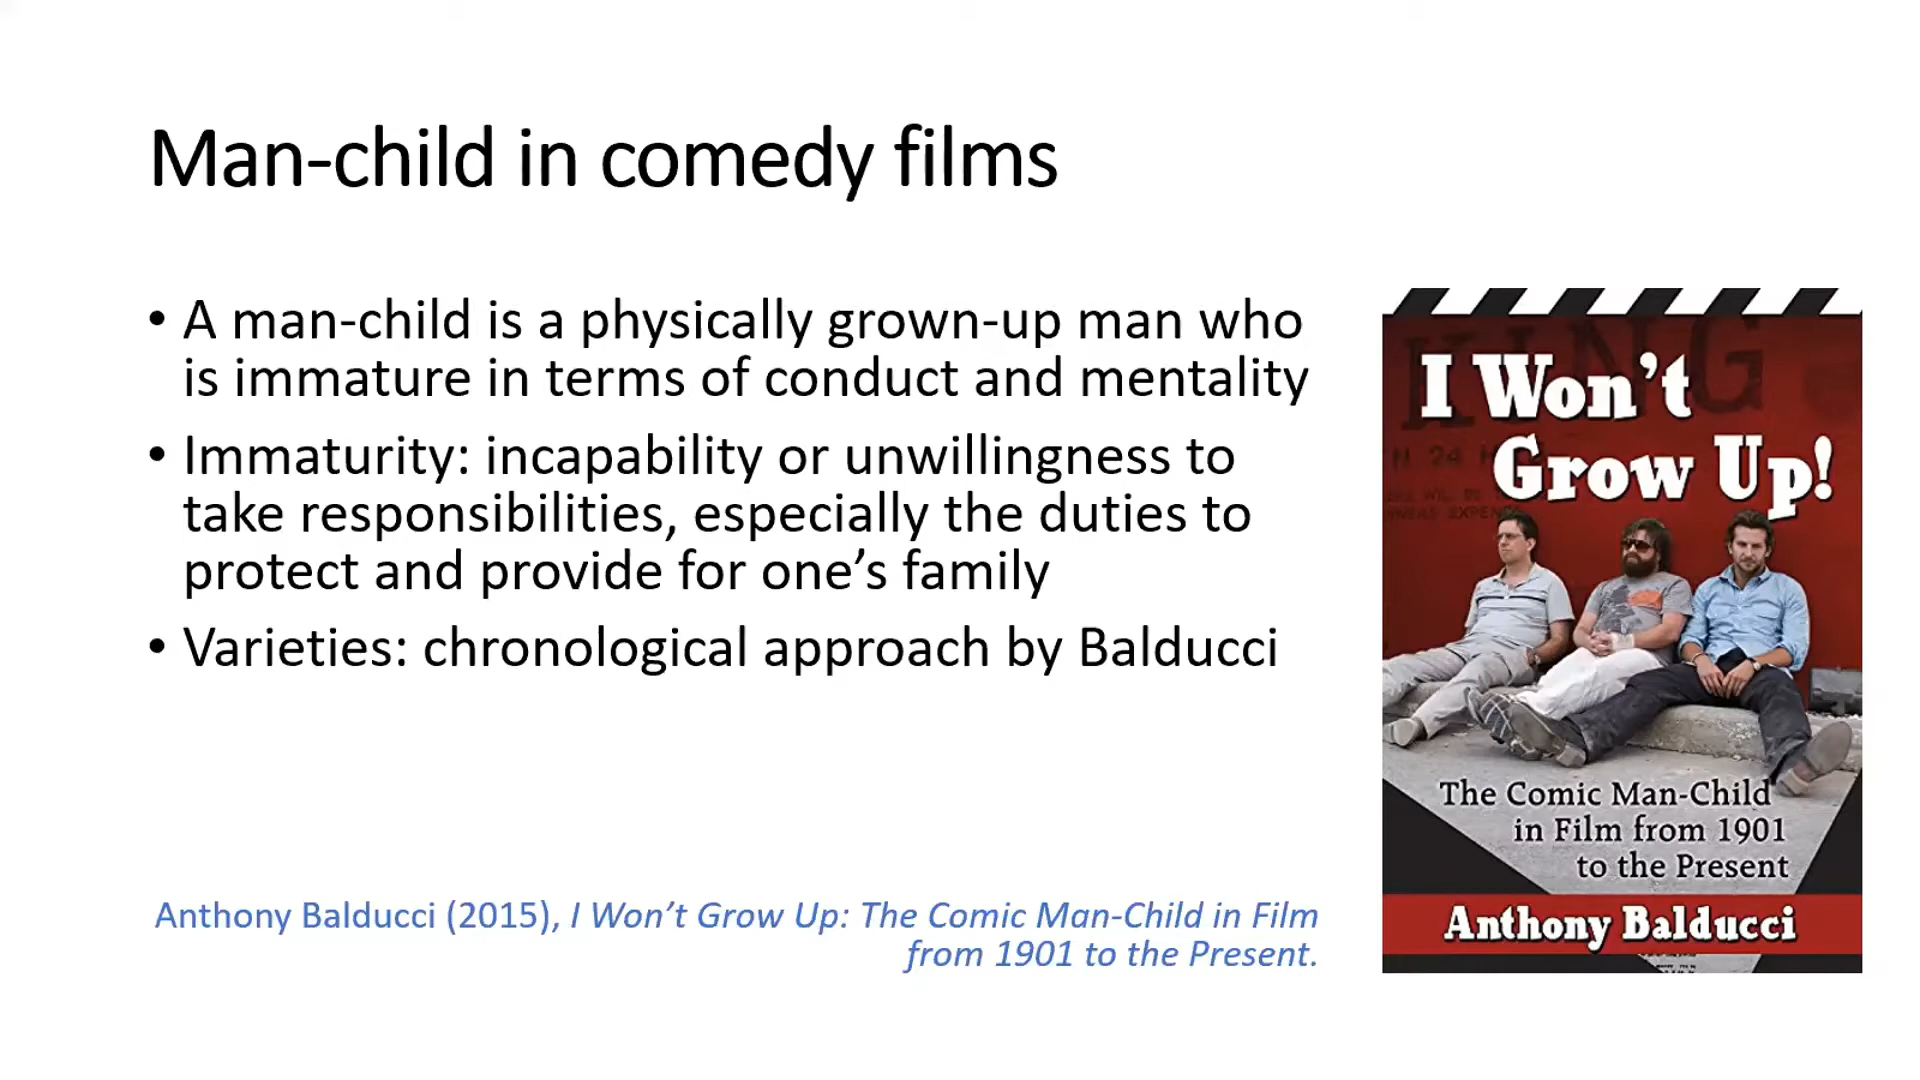 Man-child in comedy films
• A man-child is a physically grown-up man who
is immature in terms of conduct and mentality
• Immaturity: incapability or unwillingness to
take responsibilities, especially the duties to
protect and provide for one’s family
• Varieties: chronological approach by Balducci
Anthony Balducci (2015), I Won’t Grow Up: The Comic Man-Child in Film
from 1901 to the Present.
KING
I Won’t
Grow Up!
The Comic Man-Child
in Film from 1901
to the Present
Anthony Balducci